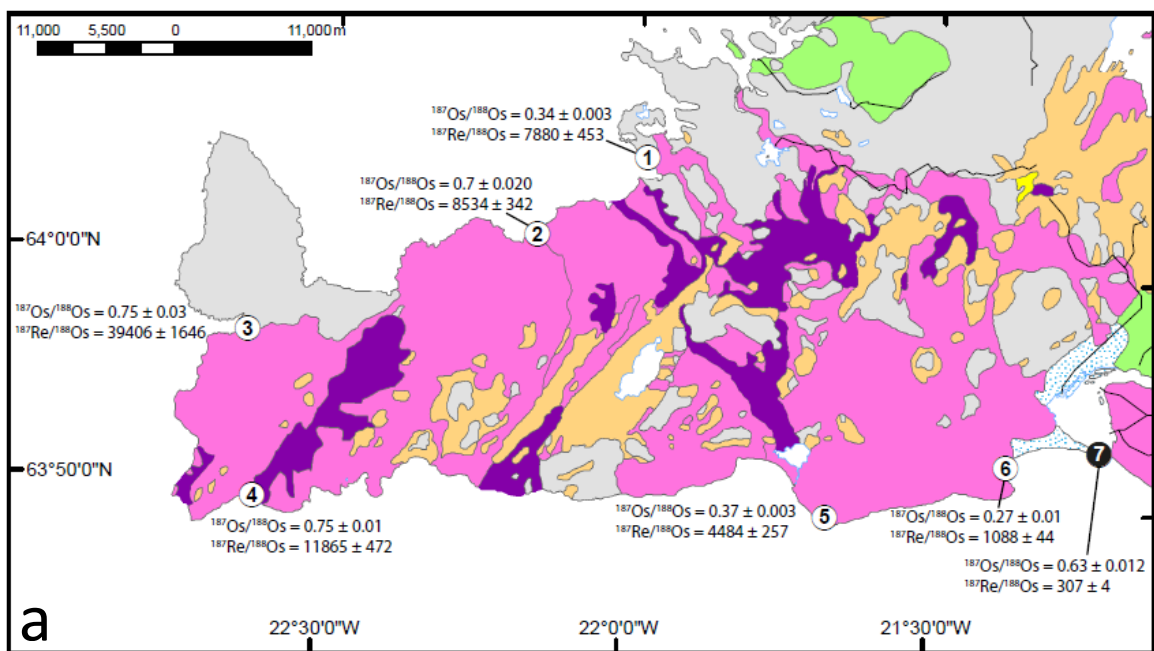 11,000 5,500 0 11,000 m
¹⁸⁷Os/¹⁸⁸Os = 0.34 ± 0.003
¹⁸⁷Re/¹⁸⁸Os = 7880 ± 453
1
¹⁸⁷Os/¹⁸⁸Os = 0.7 ± 0.020
¹⁸⁷Re/¹⁸⁸Os = 8534 ± 342
2
64°0'0"N
¹⁸⁷Os/¹⁸⁸Os = 0.75 ± 0.03
¹⁸⁷Re/¹⁸⁸Os = 39406 ± 1646
3
63°50'0"N
4
¹⁸⁷Os/¹⁸⁸Os = 0.75 ± 0.01
¹⁸⁷Re/¹⁸⁸Os = 11865 ± 472
¹⁸⁷Os/¹⁸⁸Os = 0.37 ± 0.003
¹⁸⁷Re/¹⁸⁸Os = 4484 ± 257
5
6
¹⁸⁷Os/¹⁸⁸Os = 0.27 ± 0.01
¹⁸⁷Re/¹⁸⁸Os = 1088 ± 44
7
¹⁸⁷Os/¹⁸⁸Os = 0.63 ± 0.012
¹⁸⁷Re/¹⁸⁸Os = 307 ± 4
a
22°30'0"W 22°0'0"W 21°30'0"W